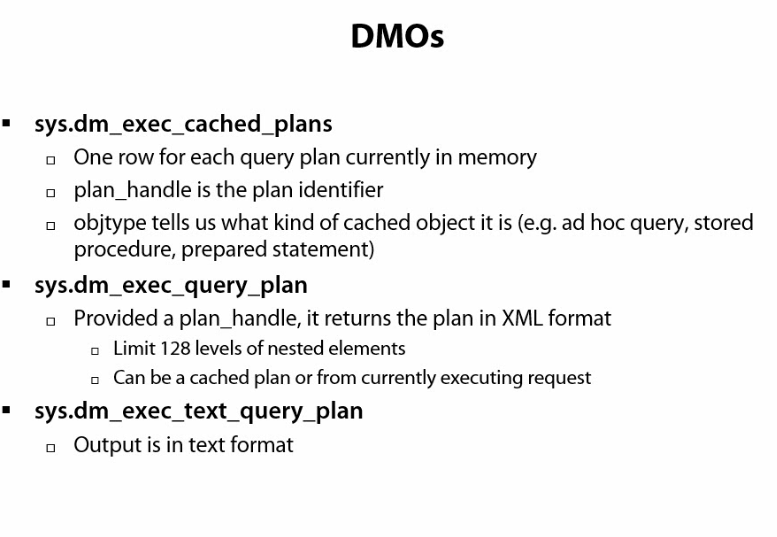 DMOs
sys.dm_exec_cached_plans
One row for each query plan currently in memory
plan_handle is the plan identifier
objtype tells us what kind of cached object it is (e.g. ad hoc query, stored
procedure, prepared statement)
sys.dm_exec_query_plan
Provided a plan_handle, it returns the plan in XML format
Limit 128 levels of nested elements
Can be a cached plan or from currently executing request
sys.dm_exec_text_query_plan
Output is in text format